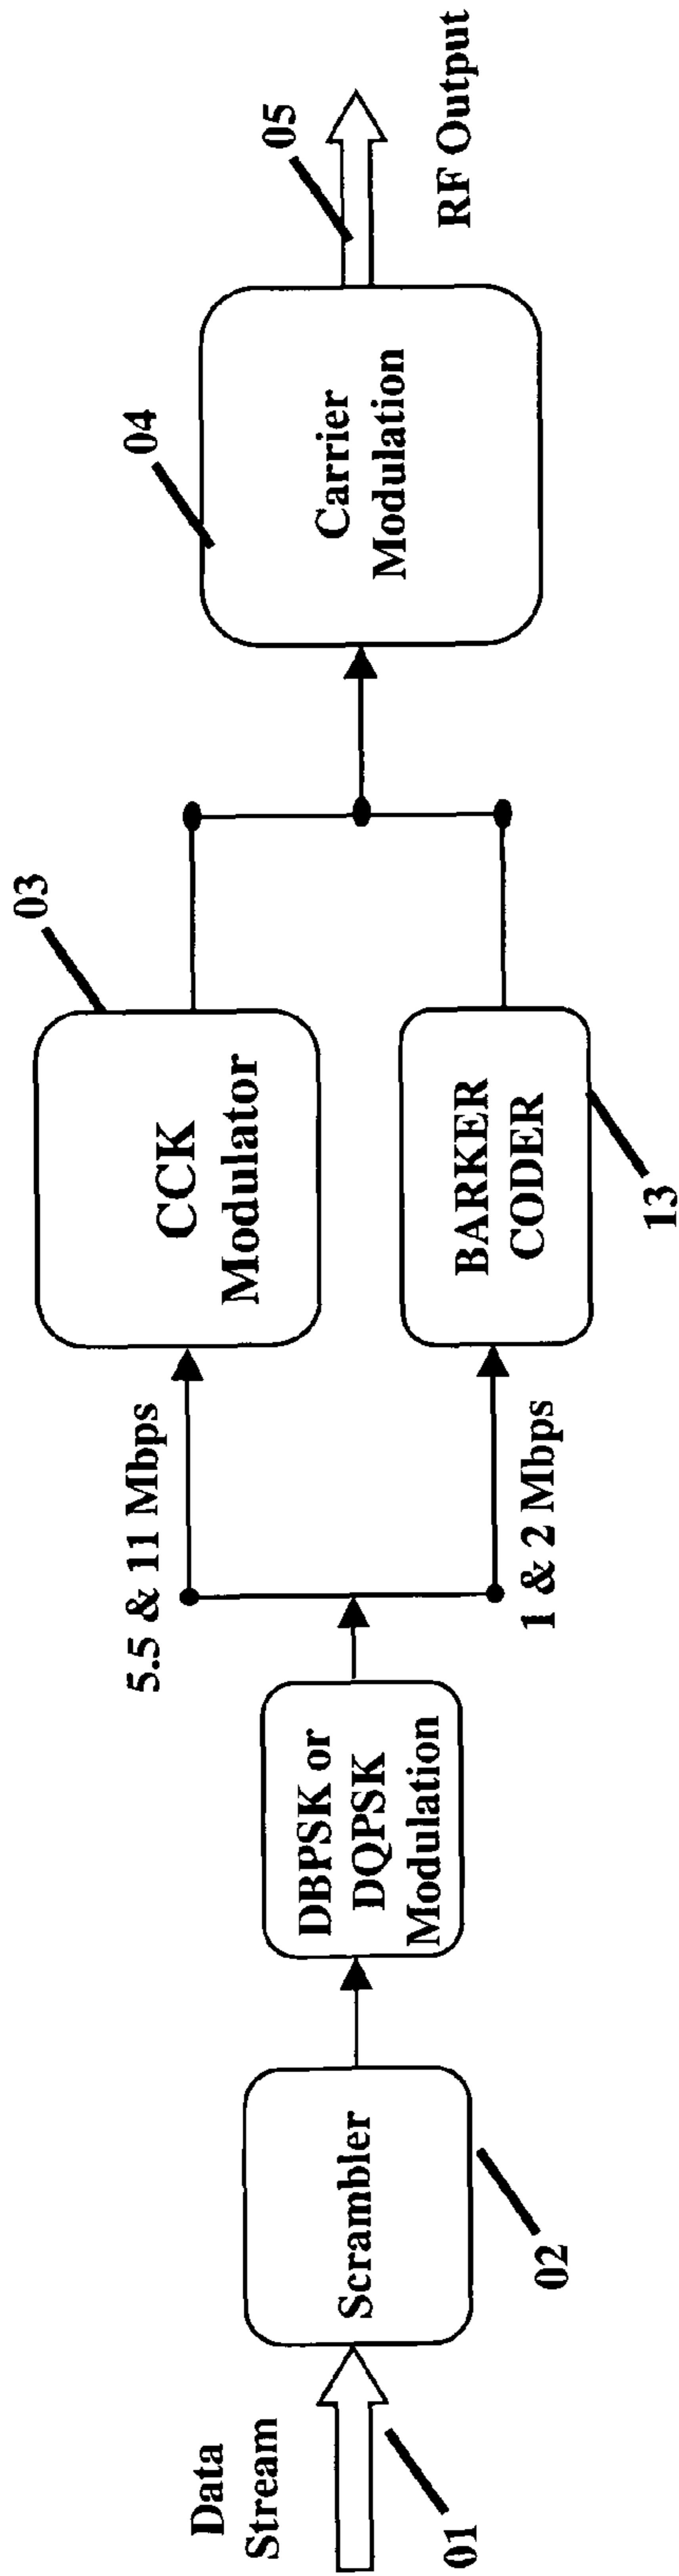 Data
Stream
01
Scrambler
02
DBPSK or
DQPSK
Modulation
5.5 & 11 Mbps
1 & 2 Mbps
CCK
Modulator
03
BARKER
CODER
13
Carrier
Modulation
04
05
RF Output